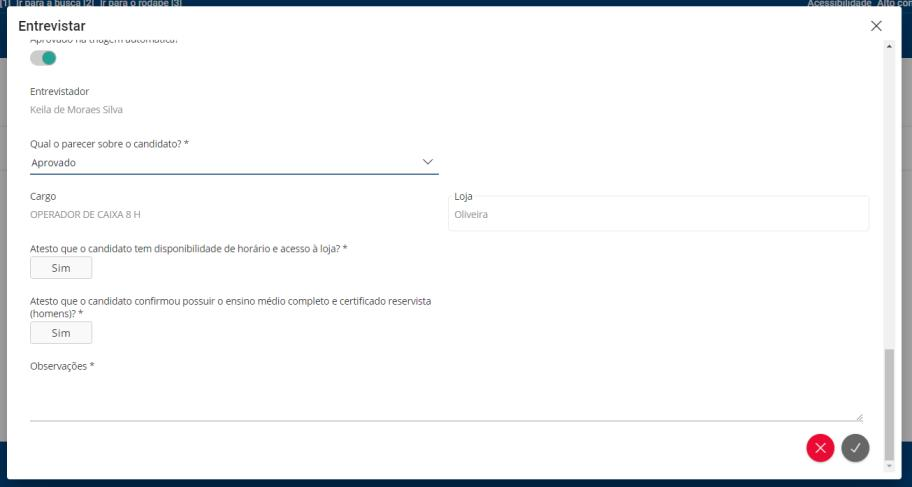 [1] Ir para a busca [2] Ir para o rodapé [3]
Acessibilidade Alto con
Entrevistar
Aprovado na triagem automática?
Entrevistador
Keila de Moraes Silva
Qual o parecer sobre o candidato? *
Aprovado
Cargo
Loja
OPERADOR DE CAIXA 8 H
Oliveira
Atesto que o candidato tem disponibilidade de horário e acesso à loja? *
Sim
Atesto que o candidato confirmou possuir o ensino médio completo e certificado reservista
(homens)? *
Sim
Observações *